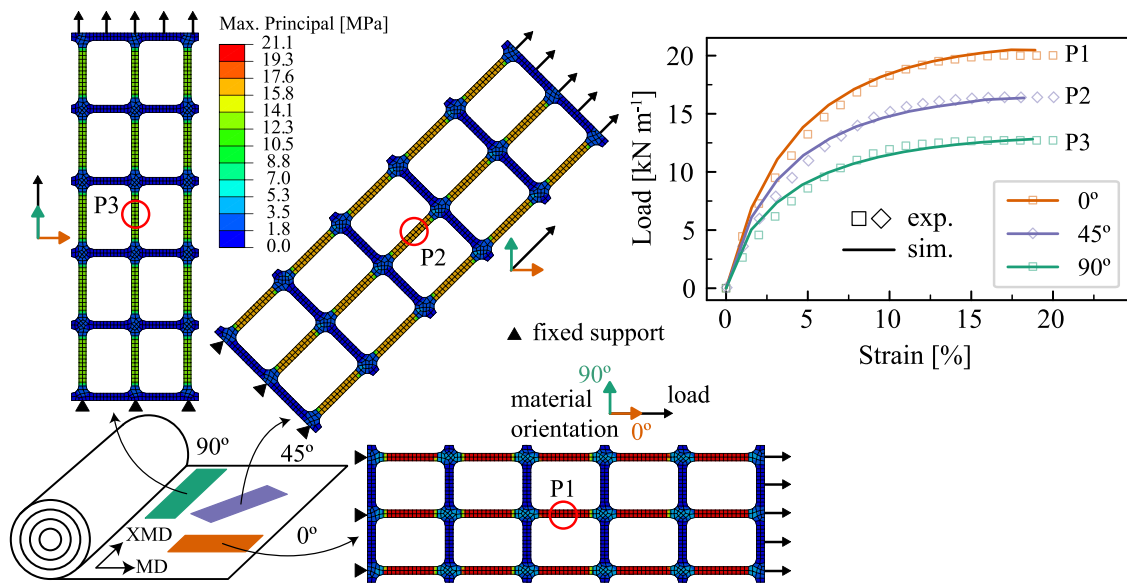 Max. Principal [MPa]
21.1
19.3
17.6
15.8
14.1
12.3
10.5
8.8
7.0
5.3
3.5
1.8
0.0
P3
P2
fixed support
90º
material
orientation
0º
load
90º
45º
0º
XMD
MD
P1
Load [kN m⁻¹]
20
15
10
5
0
0
5
10
15
20
Strain [%]
P1
P2
P3
exp.
sim.
0º
45º
90º